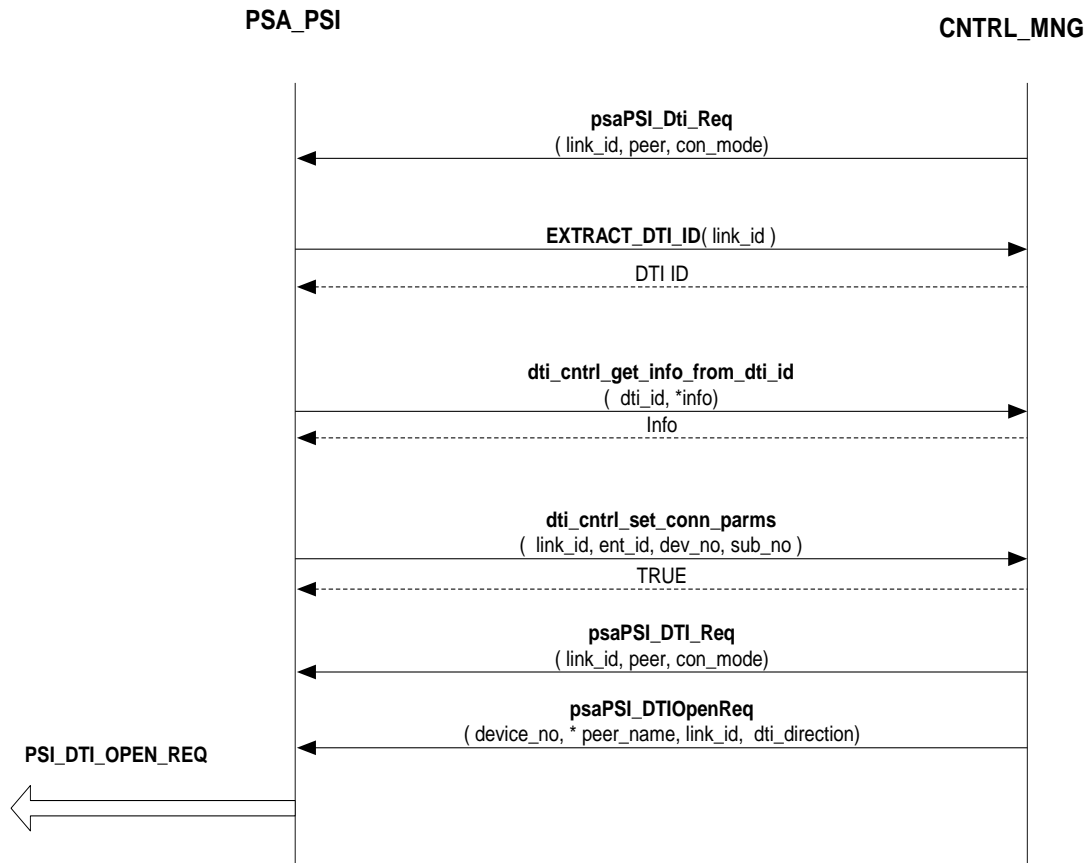 PSA_PSI
CNTRL_MNG
psaPSI_Dti_Req
( link_id, peer, con_mode)
EXTRACT_DTI_ID( link_id )
DTI ID
dti_cntrl_get_info_from_dti_id
( dti_id, *info)
Info
dti_cntrl_set_conn_parms
( link_id, ent_id, dev_no, sub_no )
TRUE
psaPSI_DTI_Req
( link_id, peer, con_mode)
psaPSI_DTIOpenReq
( device_no, * peer_name, link_id, dti_direction)
PSI_DTI_OPEN_REQ